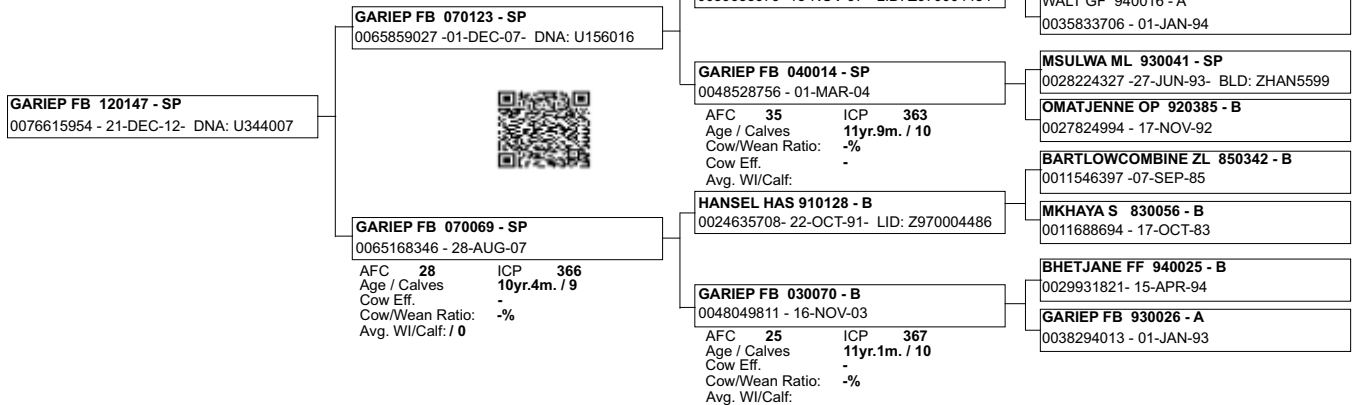 WALT GF 940016 - A
0035833706 - 01-JAN-94
GARIEP FB 070123 - SP
0065859027 -01-DEC-07- DNA: U156016
GARIEP FB 040014 - SP
0048528756 - 01-MAR-04
AFC 35 ICP 363
Age / Calves 11yr.9m. / 10
Cow/Wean Ratio: -%
Cow Eff. -
Avg. WI/Calf:
MSULWA ML 930041 - SP
0028224327 -27-JUN-93- BLD: ZHAN5599
OMATJENNE OP 920385 - B
0027824994 - 17-NOV-92
GARIEP FB 120147 - SP
0076615954 - 21-DEC-12- DNA: U344007
BARTLOWCOMBINE ZL 850342 - B
0011546397 -07-SEP-85
HANSEL HAS 910128 - B
0024635708- 22-OCT-91- LID: Z970004486
MKHAYA S 830056 - B
0011688694 - 17-OCT-83
GARIEP FB 070069 - SP
0065168346 - 28-AUG-07
AFC 28 ICP 366
Age / Calves 10yr.4m. / 9
Cow Eff. -
Cow/Wean Ratio: -%
Avg. WI/Calf: / 0
BHETJANE FF 940025 - B
0029931821- 15-APR-94
GARIEP FB 030070 - B
0048049811 - 16-NOV-03
AFC 25 ICP 367
Age / Calves 11yr.1m. / 10
Cow Eff. -
Cow/Wean Ratio: -%
Avg. WI/Calf:
GARIEP FB 930026 - A
0038294013 - 01-JAN-93